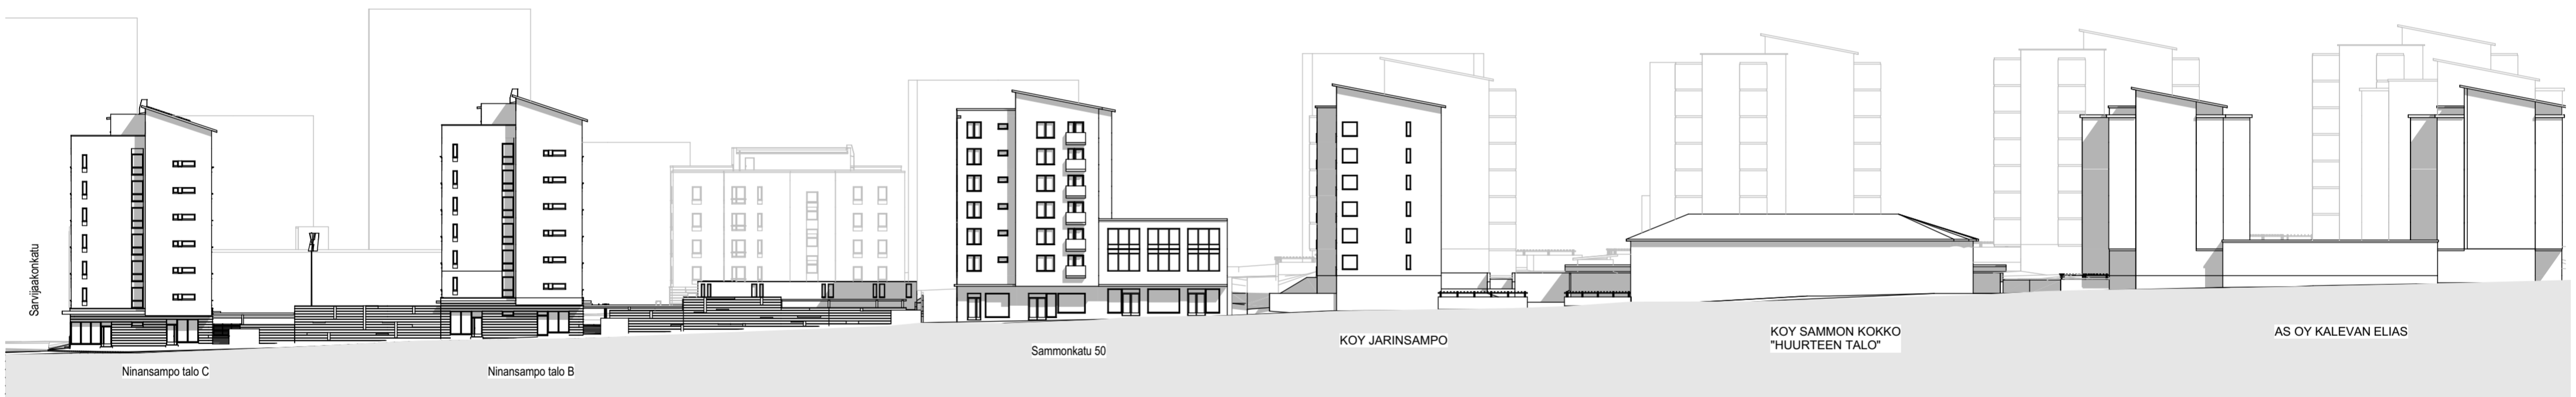 Sarvijaakonkatu
Ninansampo talo C
Ninansampo talo B
Sammonkatu 50
KOY JARINSAMPO
KOY SAMMON KOKKO
"HUURTEEN TALO"
AS OY KALEVAN ELIAS